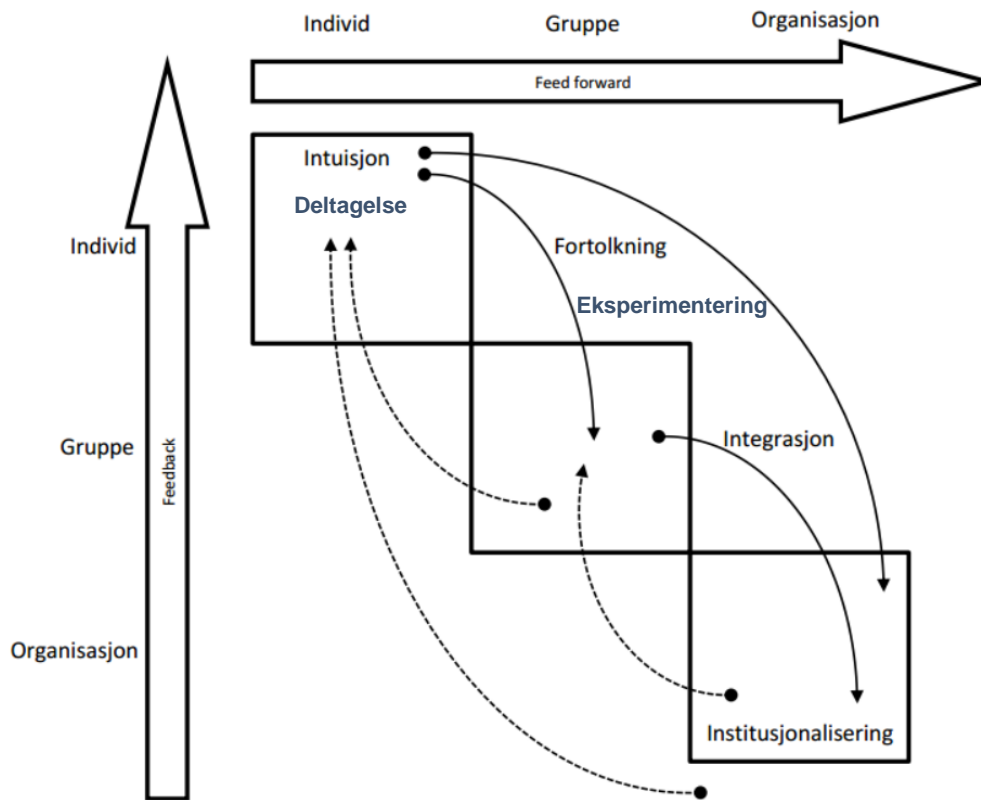 Individ
Gruppe
Organisasjon
Feed forward
Intuisjon
Deltagelse
Individ
Fortolkning
Eksperimentering
Gruppe
Feedback
Integrasjon
Organisasjon
Institusjonalisering